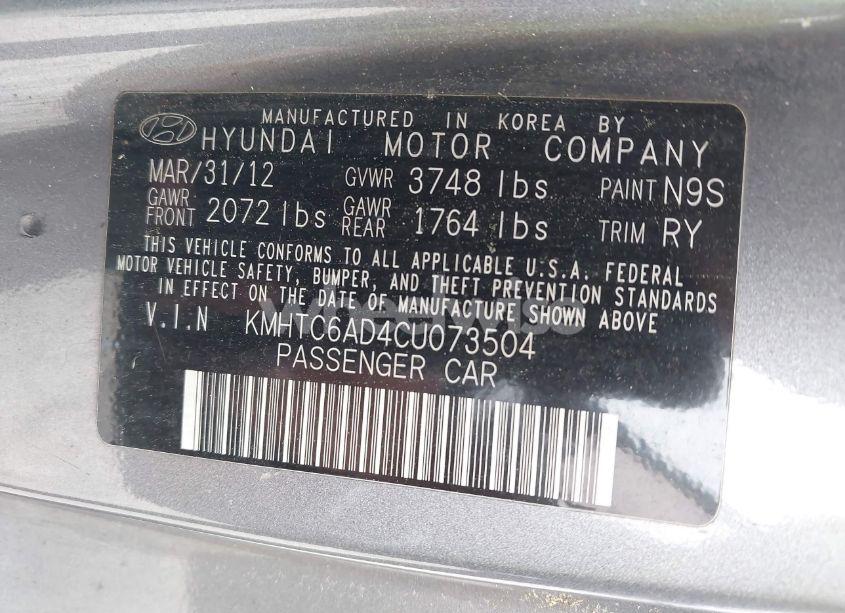 MANUFACTURED IN KOREA BY
HYUNDAI MOTOR COMPANY
MAR/31/12 GVWR 3748 lbs PAINT N9S
GAWR FRONT 2072 lbs GAWR REAR 1764 lbs TRIM RY
THIS VEHICLE CONFORMS TO ALL APPLICABLE U.S.A. FEDERAL
MOTOR VEHICLE SAFETY, BUMPER, AND THEFT PREVENTION STANDARDS
IN EFFECT ON THE DATE OF MANUFACTURE SHOWN ABOVE
V.I.N KMHTC6AD4CU073504
PASSENGER CAR